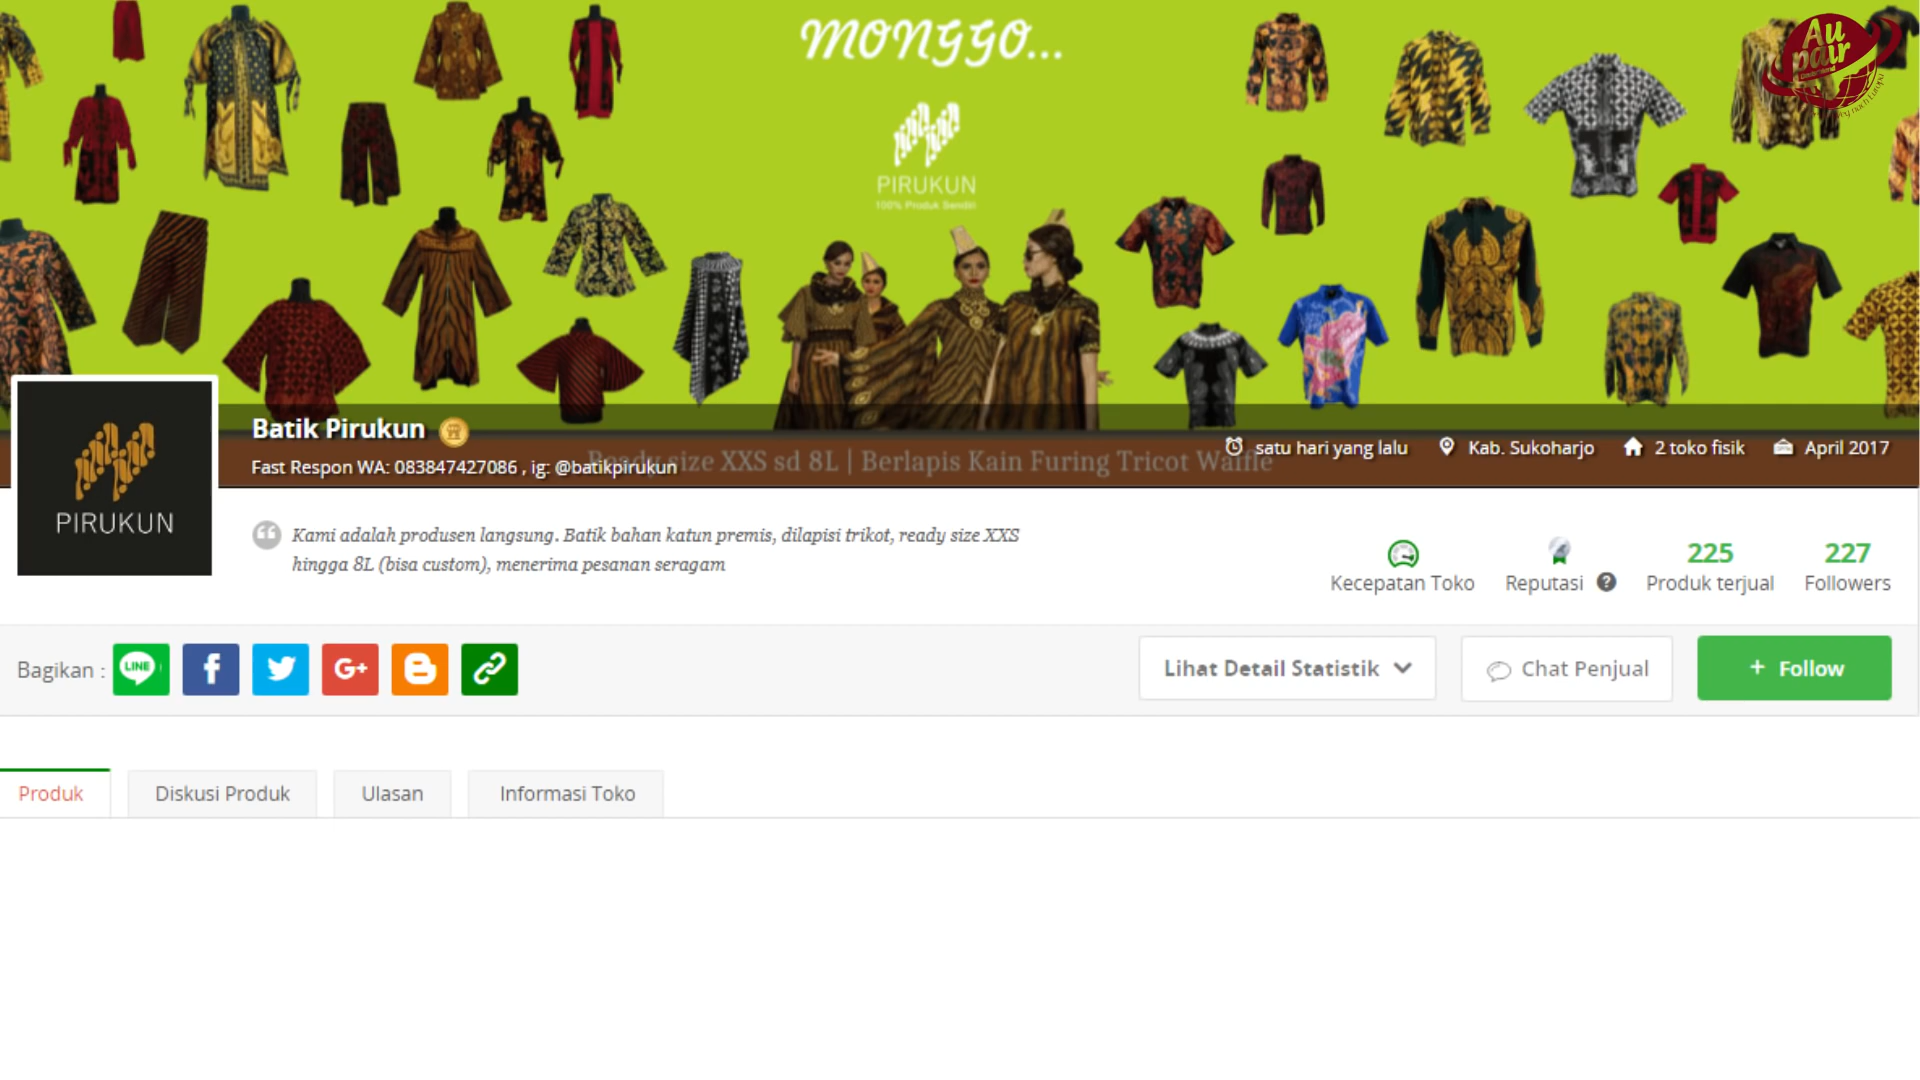 monggo...
Au
pair
PIRUKUN
100% Produk Sendiri
Batik Pirukun
Fast Respon WA: 083847427086 , ig: @batikpirukun
Ready size XXS sd 8L | Berlapis Kain Furing Tricot Waffle
satu hari yang lalu
Kab. Sukoharjo
2 toko fisik
April 2017
PIRUKUN
Kami adalah produsen langsung. Batik bahan katun premis, dilapisi trikot, ready size XXS
hingga 8L (bisa custom), menerima pesanan seragam
Kecepatan Toko
Reputasi ?
225
Produk terjual
227
Followers
Bagikan :
LINE
f
G+
Lihat Detail Statistik
Chat Penjual
+ Follow
Produk
Diskusi Produk
Ulasan
Informasi Toko